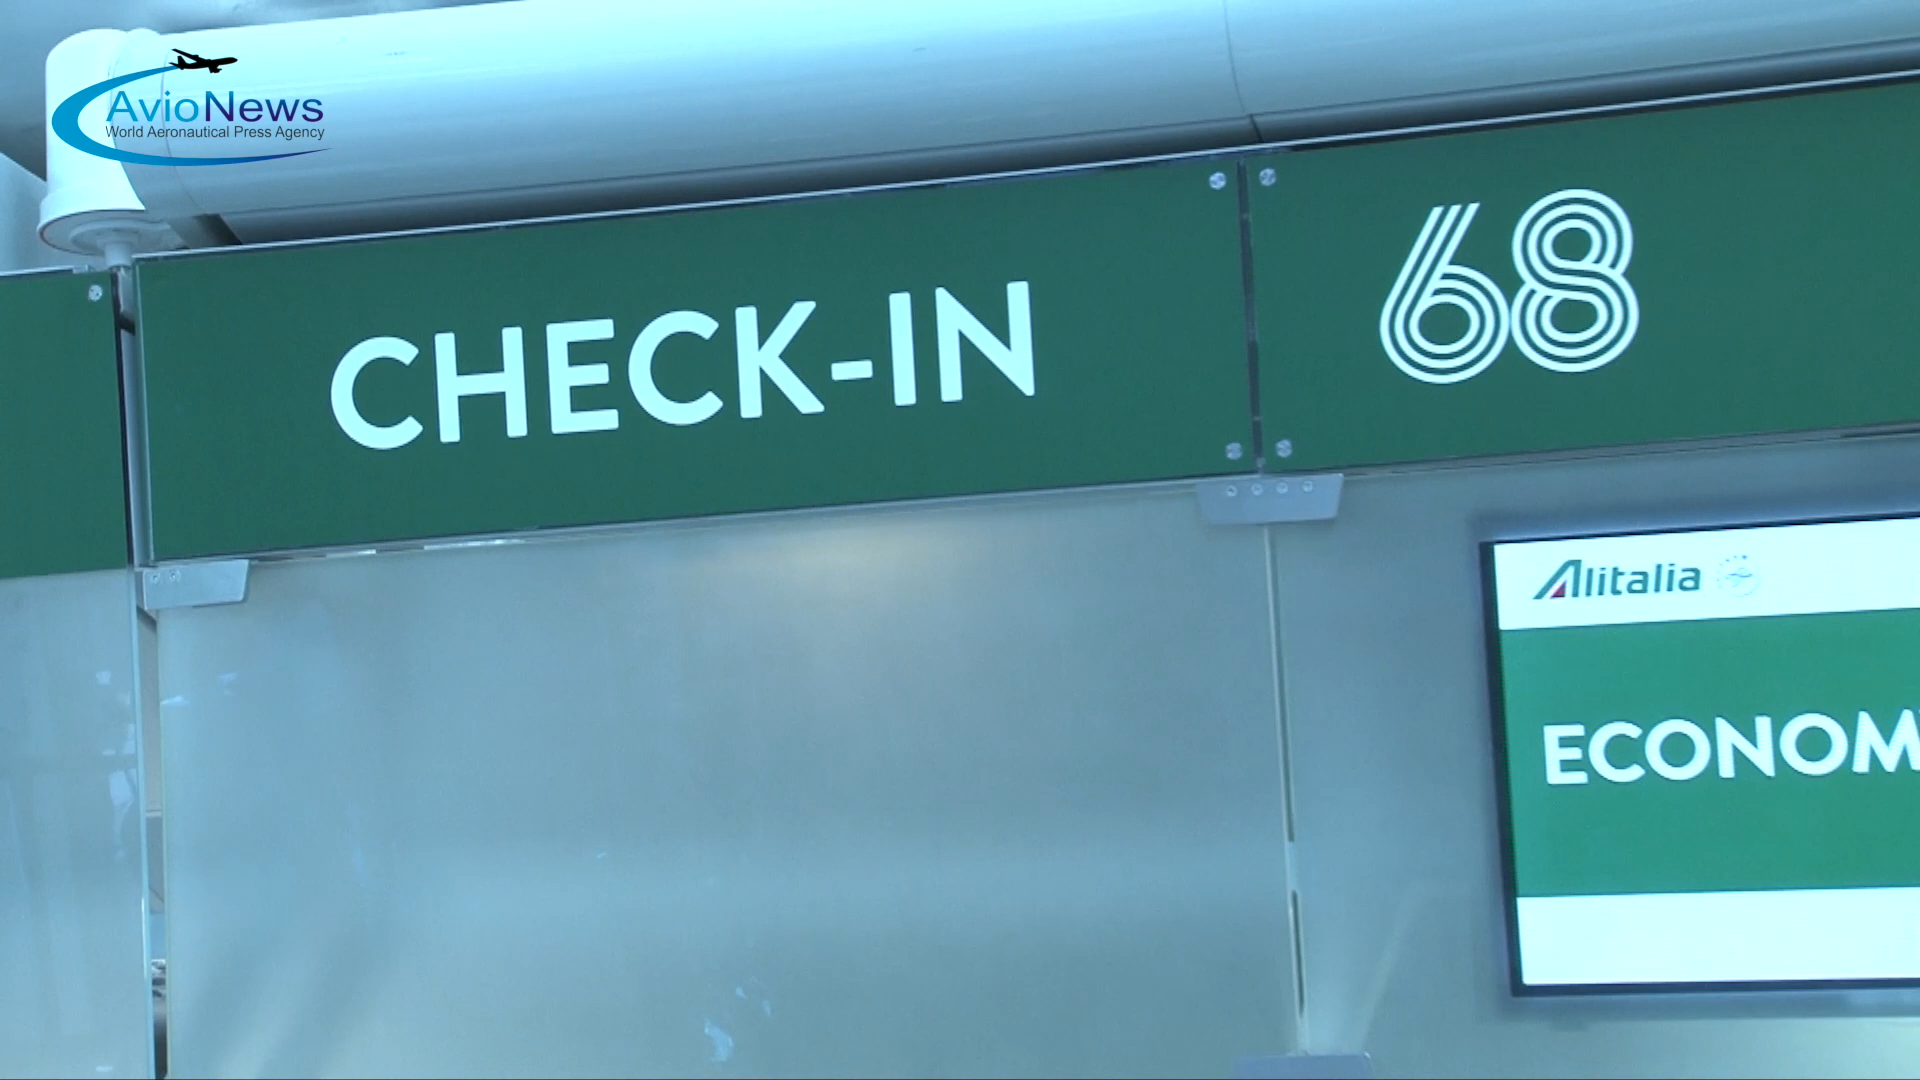 AvioNews
World Aeronautical Press Agency
CHECK-IN
68
Alitalia
ECONOM